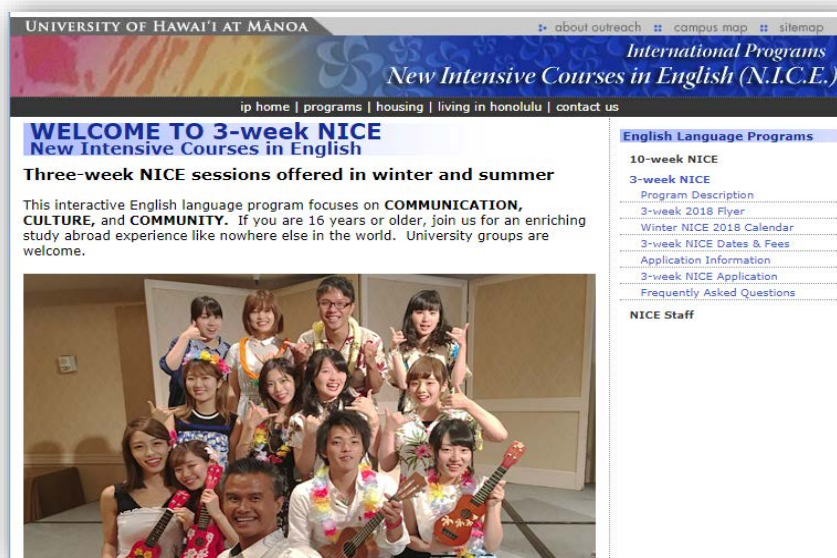 UNIVERSITY OF HAWAI'I AT MĀNOA
about outreach campus map sitemap
International Programs
New Intensive Courses in English (N.I.C.E.)
ip home | programs | housing | living in honolulu | contact us
WELCOME TO 3-week NICE
New Intensive Courses in English
Three-week NICE sessions offered in winter and summer
This interactive English language program focuses on COMMUNICATION,
CULTURE, and COMMUNITY. If you are 16 years or older, join us for an enriching
study abroad experience like nowhere else in the world. University groups are
welcome.
English Language Programs
10-week NICE
3-week NICE
Program Description
3-week 2018 Flyer
Winter NICE 2018 Calendar
3-week NICE Dates & Fees
Application Information
3-week NICE Application
Frequently Asked Questions
NICE Staff